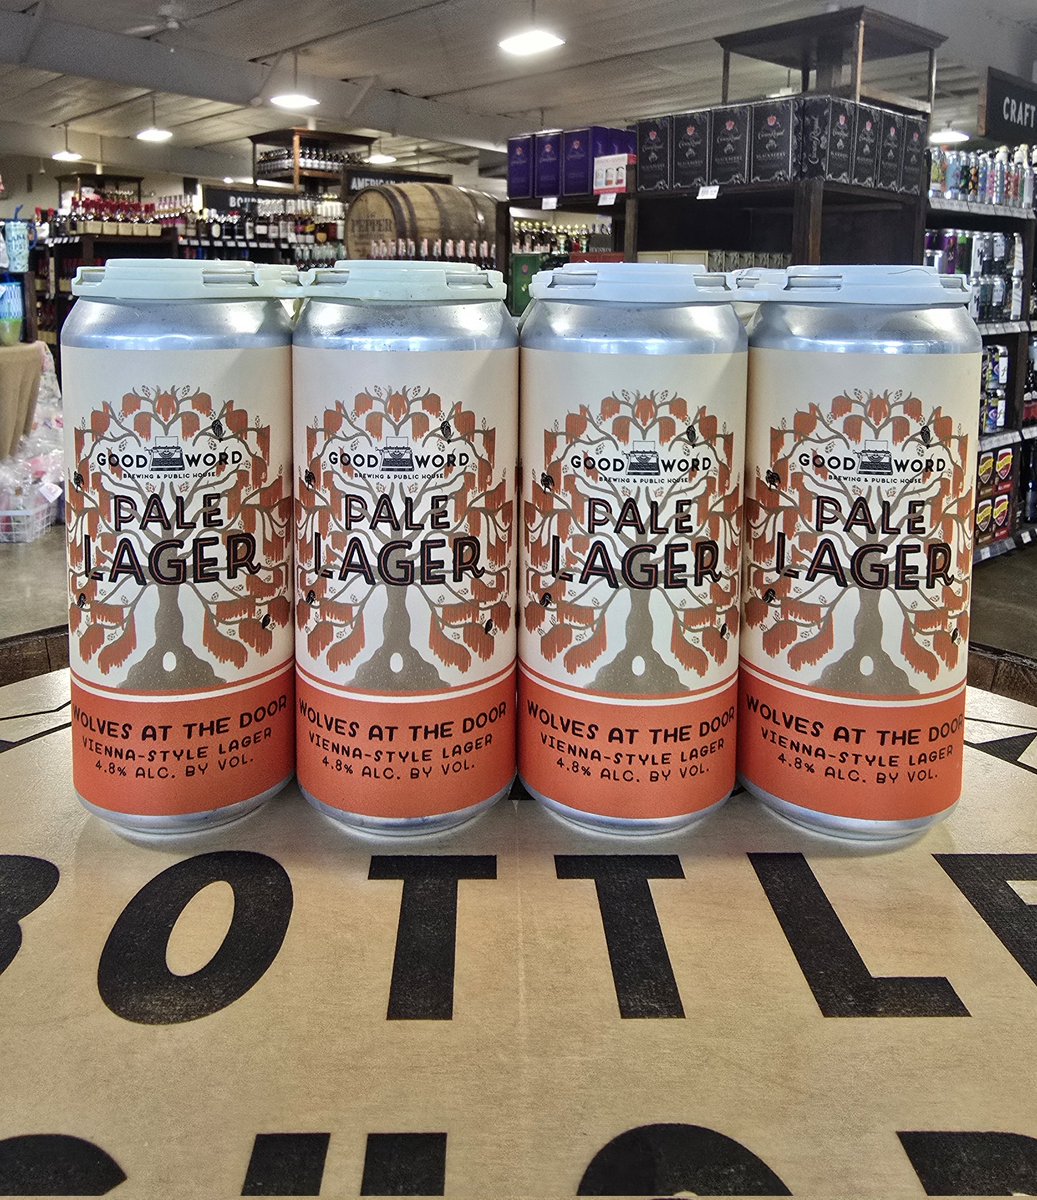 CRAFT
AMERICAN
BOU
PEPPER
GOOD WORD
BREWING & PUBLIC HOUSE
PALE
LAGER
WOLVES AT THE DOOR
VIENNA-STYLE LAGER
4.8% ALC. BY VOL.
GOOD WORD
BREWING & PUBLIC HOUSE
PALE
LAGER
WOLVES AT THE DOOR
VIENNA-STYLE LAGER
4.8% ALC. BY VOL.
GOOD WORD
BREWING & PUBLIC HOUSE
PALE
LAGER
WOLVES AT THE DOOR
VIENNA-STYLE LAGER
4.8% ALC. BY VOL.
GOOD WORD
BREWING & PUBLIC HOUSE
PALE
LAGER
WOLVES AT THE DOOR
VIENNA-STYLE LAGER
4.8% ALC. BY VOL.
BOTTLE